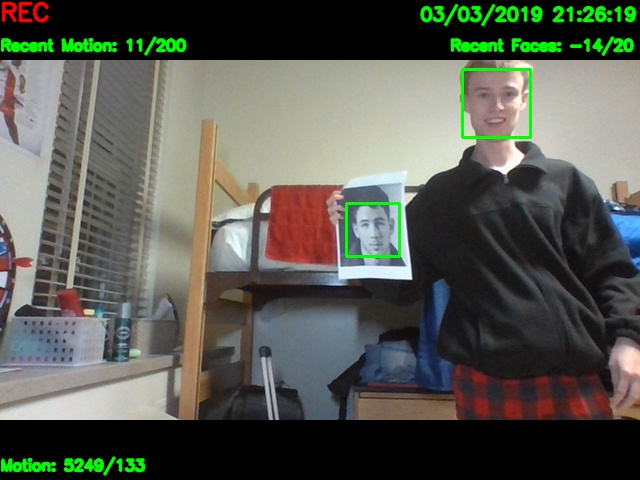 REC
03/03/2019 21:26:19
Recent Motion: 11/200
Recent Faces: -14/20
Motion: 5249/133